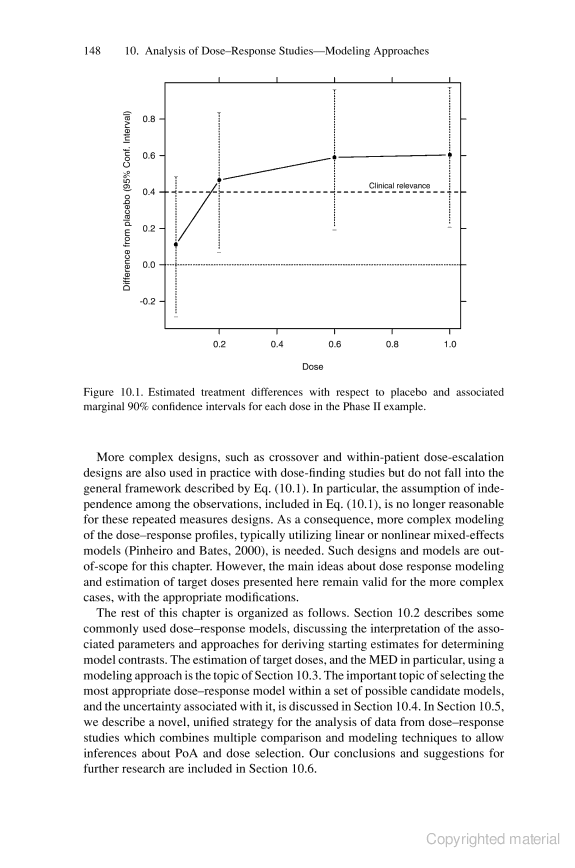 148 10. Analysis of Dose–Response Studies—Modeling Approaches
Difference from placebo (95% Conf. Interval)
0.8
0.6
0.4
0.2
0.0
-0.2
Clinical relevance
0.2 0.4 0.6 0.8 1.0
Dose
Figure 10.1. Estimated treatment differences with respect to placebo and associated
marginal 90% confidence intervals for each dose in the Phase II example.
More complex designs, such as crossover and within-patient dose-escalation
designs are also used in practice with dose-finding studies but do not fall into the
general framework described by Eq. (10.1). In particular, the assumption of inde-
pendence among the observations, included in Eq. (10.1), is no longer reasonable
for these repeated measures designs. As a consequence, more complex modeling
of the dose–response profiles, typically utilizing linear or nonlinear mixed-effects
models (Pinheiro and Bates, 2000), is needed. Such designs and models are out-
of-scope for this chapter. However, the main ideas about dose response modeling
and estimation of target doses presented here remain valid for the more complex
cases, with the appropriate modifications.
The rest of this chapter is organized as follows. Section 10.2 describes some
commonly used dose–response models, discussing the interpretation of the asso-
ciated parameters and approaches for deriving starting estimates for determining
model contrasts. The estimation of target doses, and the MED in particular, using a
modeling approach is the topic of Section 10.3. The important topic of selecting the
most appropriate dose–response model within a set of possible candidate models,
and the uncertainty associated with it, is discussed in Section 10.4. In Section 10.5,
we describe a novel, unified strategy for the analysis of data from dose–response
studies which combines multiple comparison and modeling techniques to allow
inferences about PoA and dose selection. Our conclusions and suggestions for
further research are included in Section 10.6.
Copyrighted material